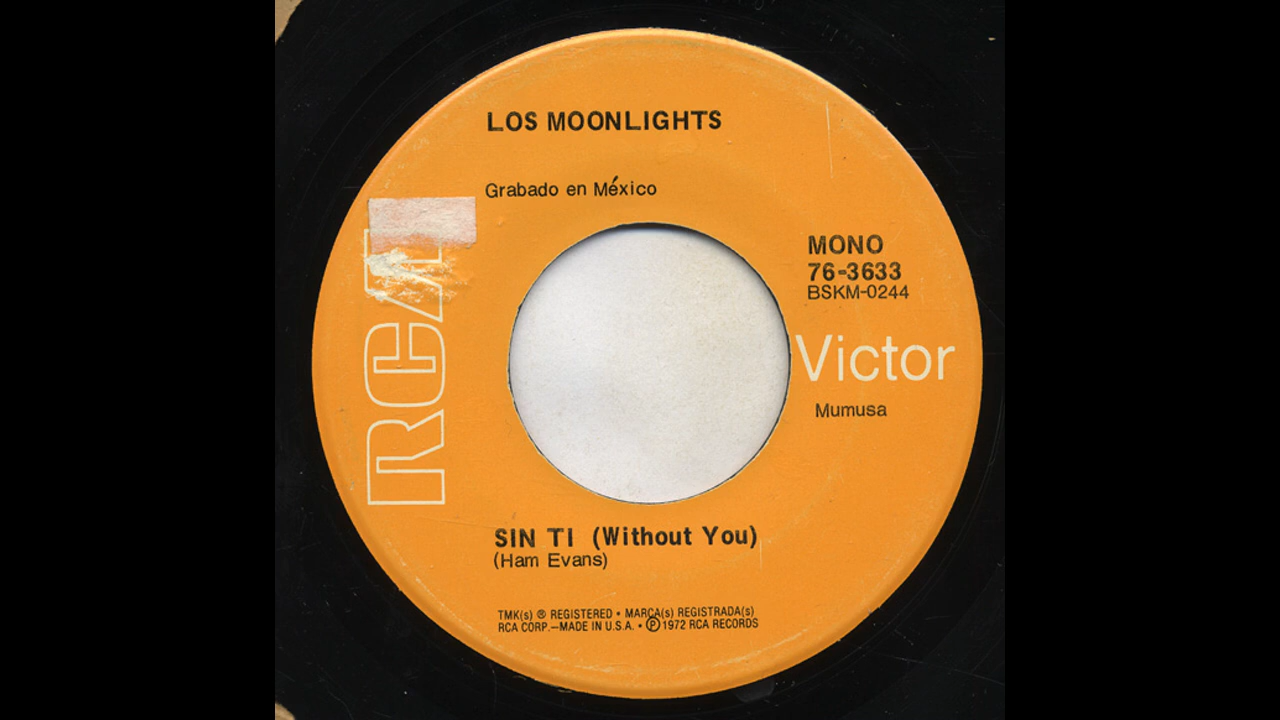 LOS MOONLIGHTS
Grabado en México
MONO
76-3633
BSKM-0244
RCA
Victor
Mumusa
SIN TI (Without You)
(Ham Evans)
TMK(s) ® REGISTERED • MARCA(s) REGISTRADA(s)
RCA CORP.—MADE IN U.S.A. • ℗ 1972 RCA RECORDS